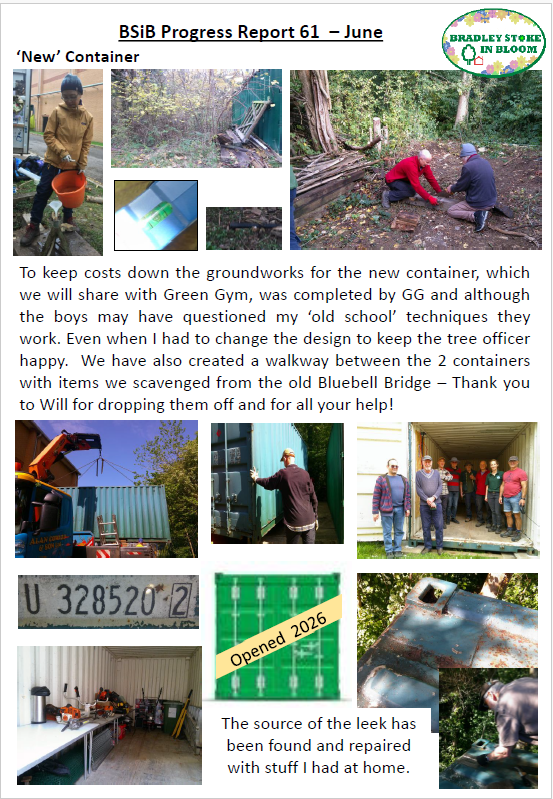 BSiB Progress Report 61 – June
BRADLEY STOKE
IN BLOOM
‘New’ Container
To keep costs down the groundworks for the new container, which
we will share with Green Gym, was completed by GG and although
the boys may have questioned my ‘old school’ techniques they
work. Even when I had to change the design to keep the tree officer
happy. We have also created a walkway between the 2 containers
with items we scavenged from the old Bluebell Bridge – Thank you
to Will for dropping them off and for all your help!
U 328520 2
Opened 2026
The source of the leek has
been found and repaired
with stuff I had at home.